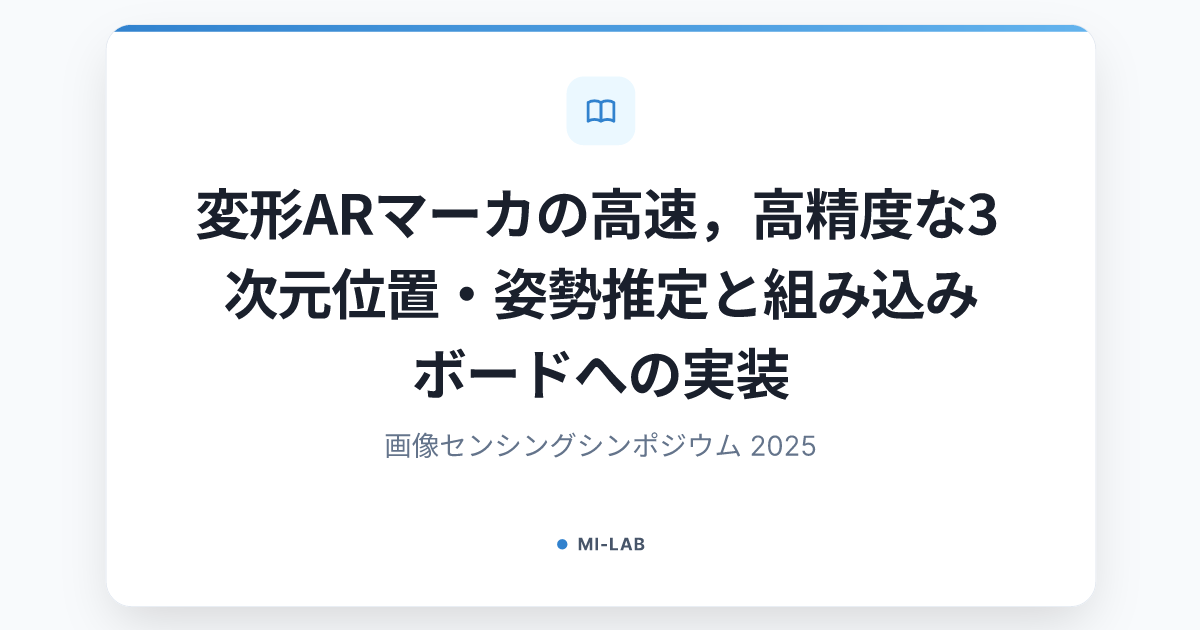 変形ARマーカの高速，高精度な3
次元位置・姿勢推定と組み込み
ボードへの実装
画像センシングシンポジウム 2025
MI-LAB